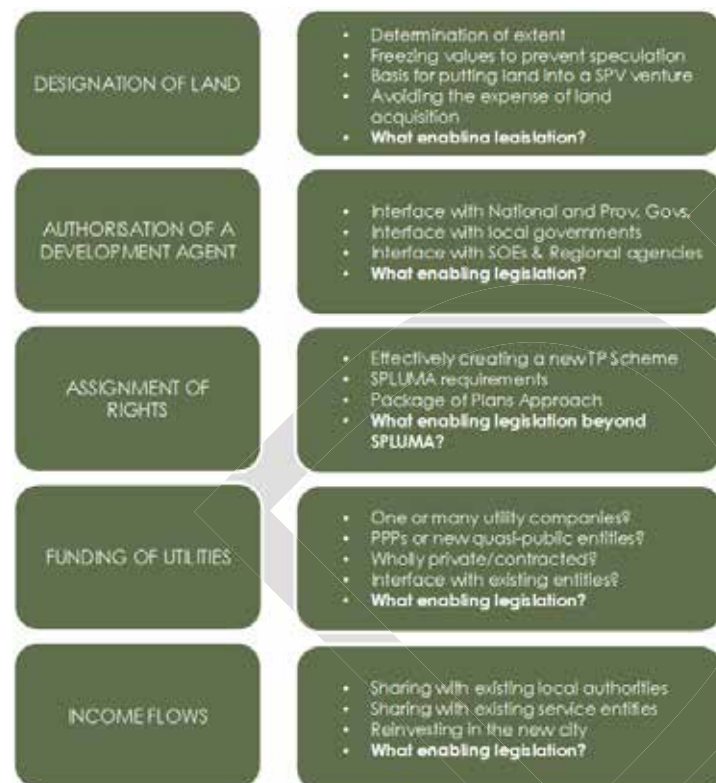 DESIGNATION OF LAND
• Determination of extent
• Freezing values to prevent speculation
• Basis for putting land into a SPV venture
• Avoiding the expense of land
acquisition
• What enabling legislation?
AUTHORISATION OF A
DEVELOPMENT AGENT
• Interface with National and Prov. Govs.
• Interface with local governments
• Interface with SOEs & Regional agencies
• What enabling legislation?
ASSIGNMENT OF
RIGHTS
• Effectively creating a new TP Scheme
• SPLUMA requirements
• Package of Plans Approach
• What enabling legislation beyond
SPLUMA?
FUNDING OF UTILITIES
• One or many utility companies?
• PPPs or new quasi-public entities?
• Wholly private/contracted?
• Interface with existing entities?
• What enabling legislation?
INCOME FLOWS
• Sharing with existing local authorities
• Sharing with existing service entities
• Reinvesting in the new city
• What enabling legislation?